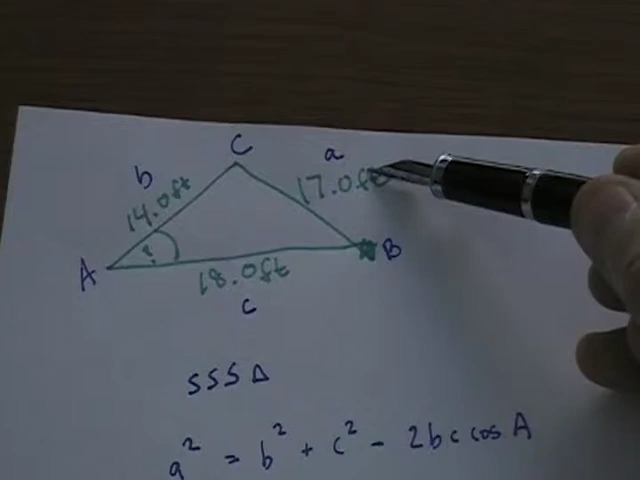 C
b
a
14.0ft
17.0ft
?
A
B
18.0ft
c
SSS Δ
a² = b² + c² - 2bc cos A